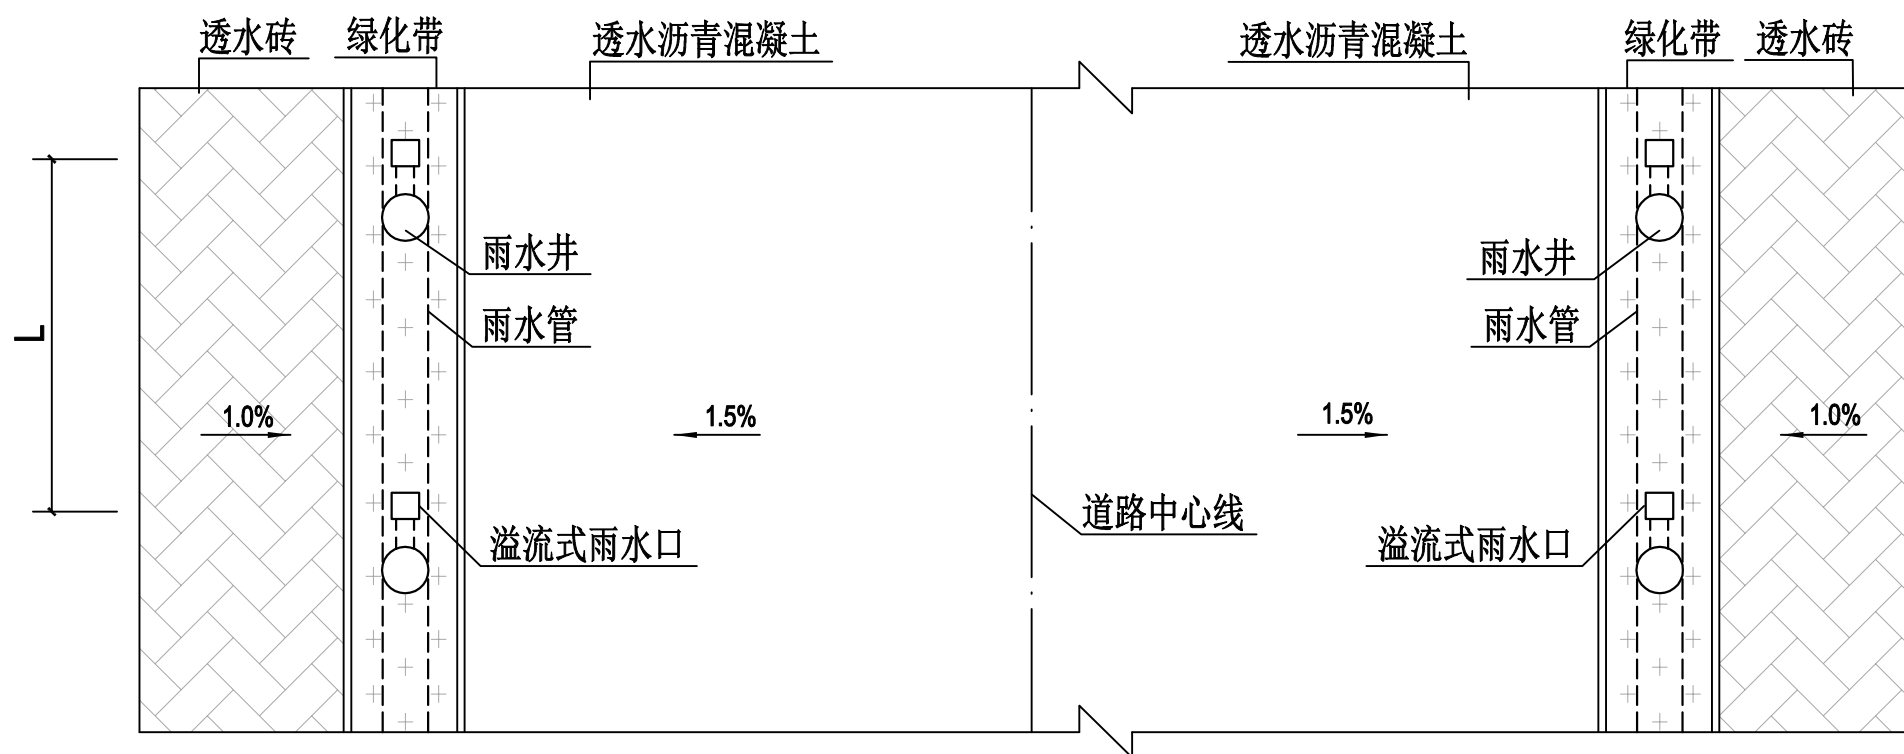 透水砖
绿化带
透水沥青混凝土
透水沥青混凝土
绿化带
透水砖
雨水井
雨水井
雨水管
雨水管
L
1.0%
1.5%
1.5%
1.0%
道路中心线
溢流式雨水口
溢流式雨水口